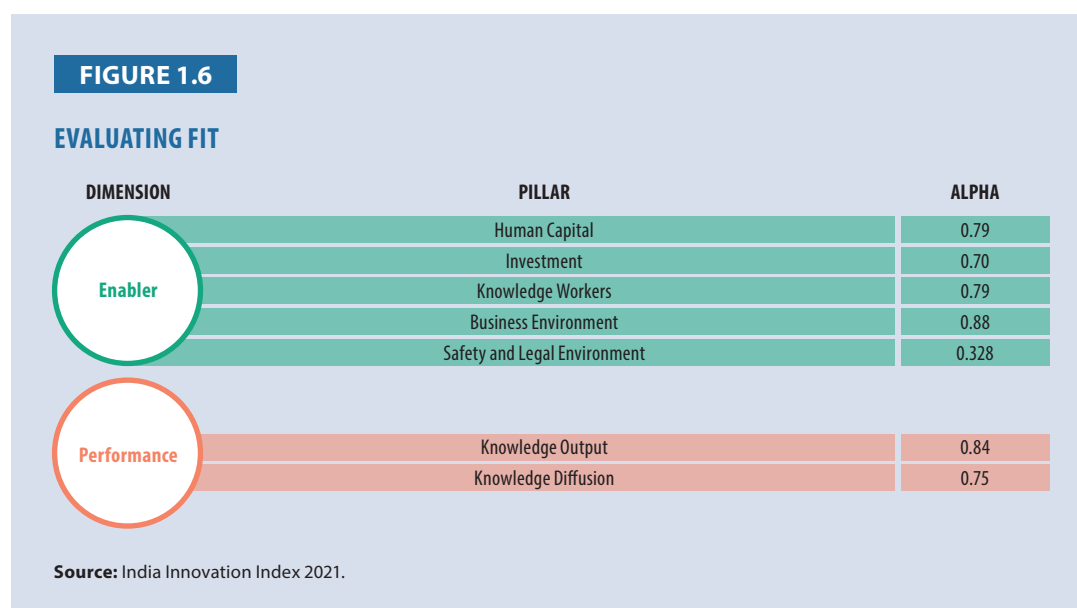 FIGURE 1.6
EVALUATING FIT
DIMENSION PILLAR ALPHA
Enabler
Human Capital 0.79
Investment 0.70
Knowledge Workers 0.79
Business Environment 0.88
Safety and Legal Environment 0.328
Performance
Knowledge Output 0.84
Knowledge Diffusion 0.75
Source: India Innovation Index 2021.